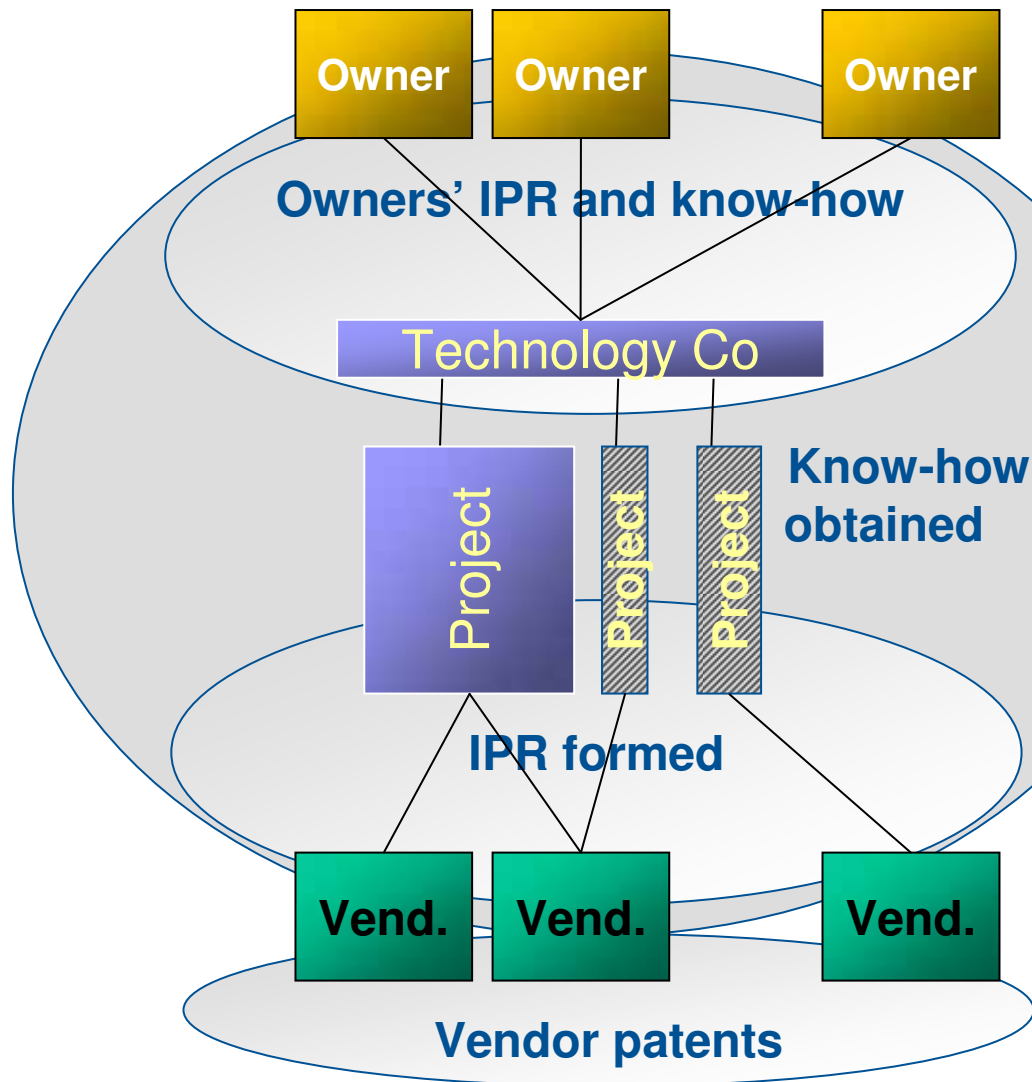 Owner Owner Owner
Owners' IPR and know-how
Technology Co
Know-how
obtained
Project Project Project
IPR formed
Vend. Vend. Vend.
Vendor patents